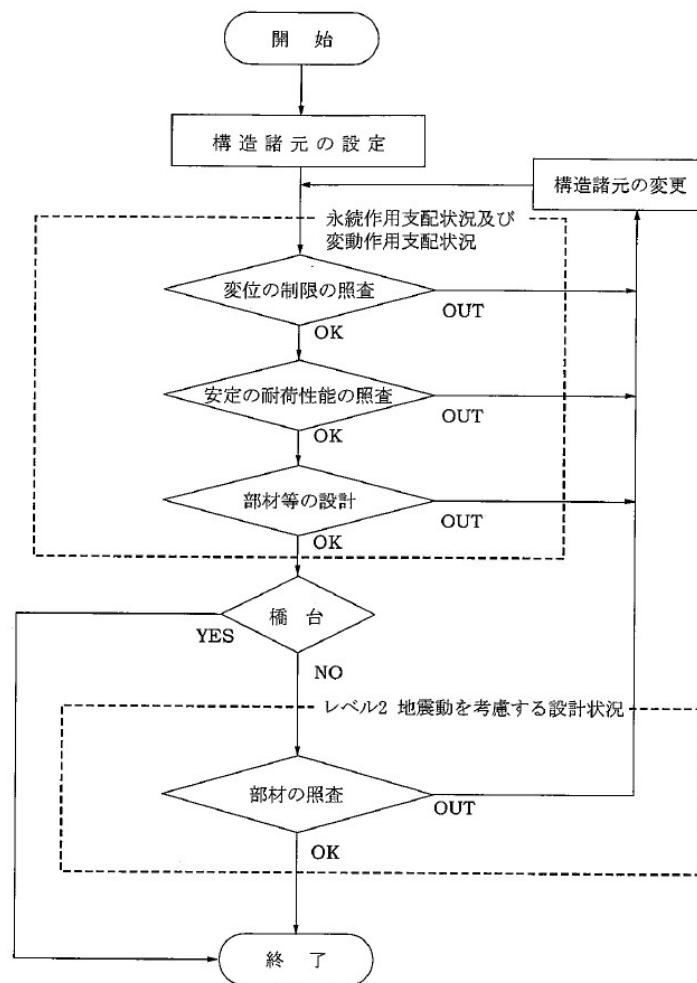 開 始
構造諸元の設定
構造諸元の変更
永続作用支配状況及び
変動作用支配状況
変位の制限の照査
OUT
OK
安定の耐荷性能の照査
OUT
OK
部材等の設計
OUT
OK
橋 台
YES
NO
レベル2 地震動を考慮する設計状況
部材の照査
OUT
OK
終 了